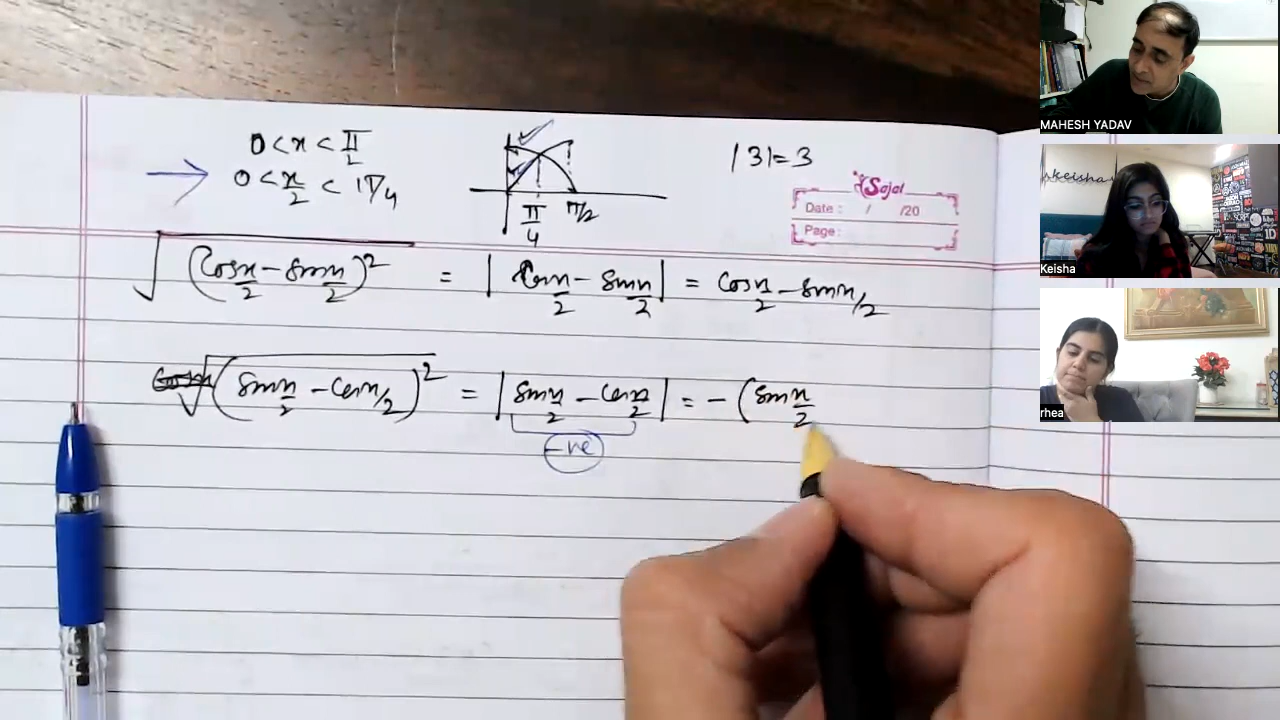 0 < x < π/2
0 < x/2 < π/4
π/4 π/2
|3| = 3
Sajal
Date : / /20
Page:
√(Cos x/2 − Sin x/2)² = |Cos x/2 − Sin x/2| = Cos x/2 − Sin x/2
√(Sin x/2 − Cos x/2)² = |Sin x/2 − Cos x/2| = − (Sin x/2
−ve
MAHESH YADAV
keisha
Keisha
rhea